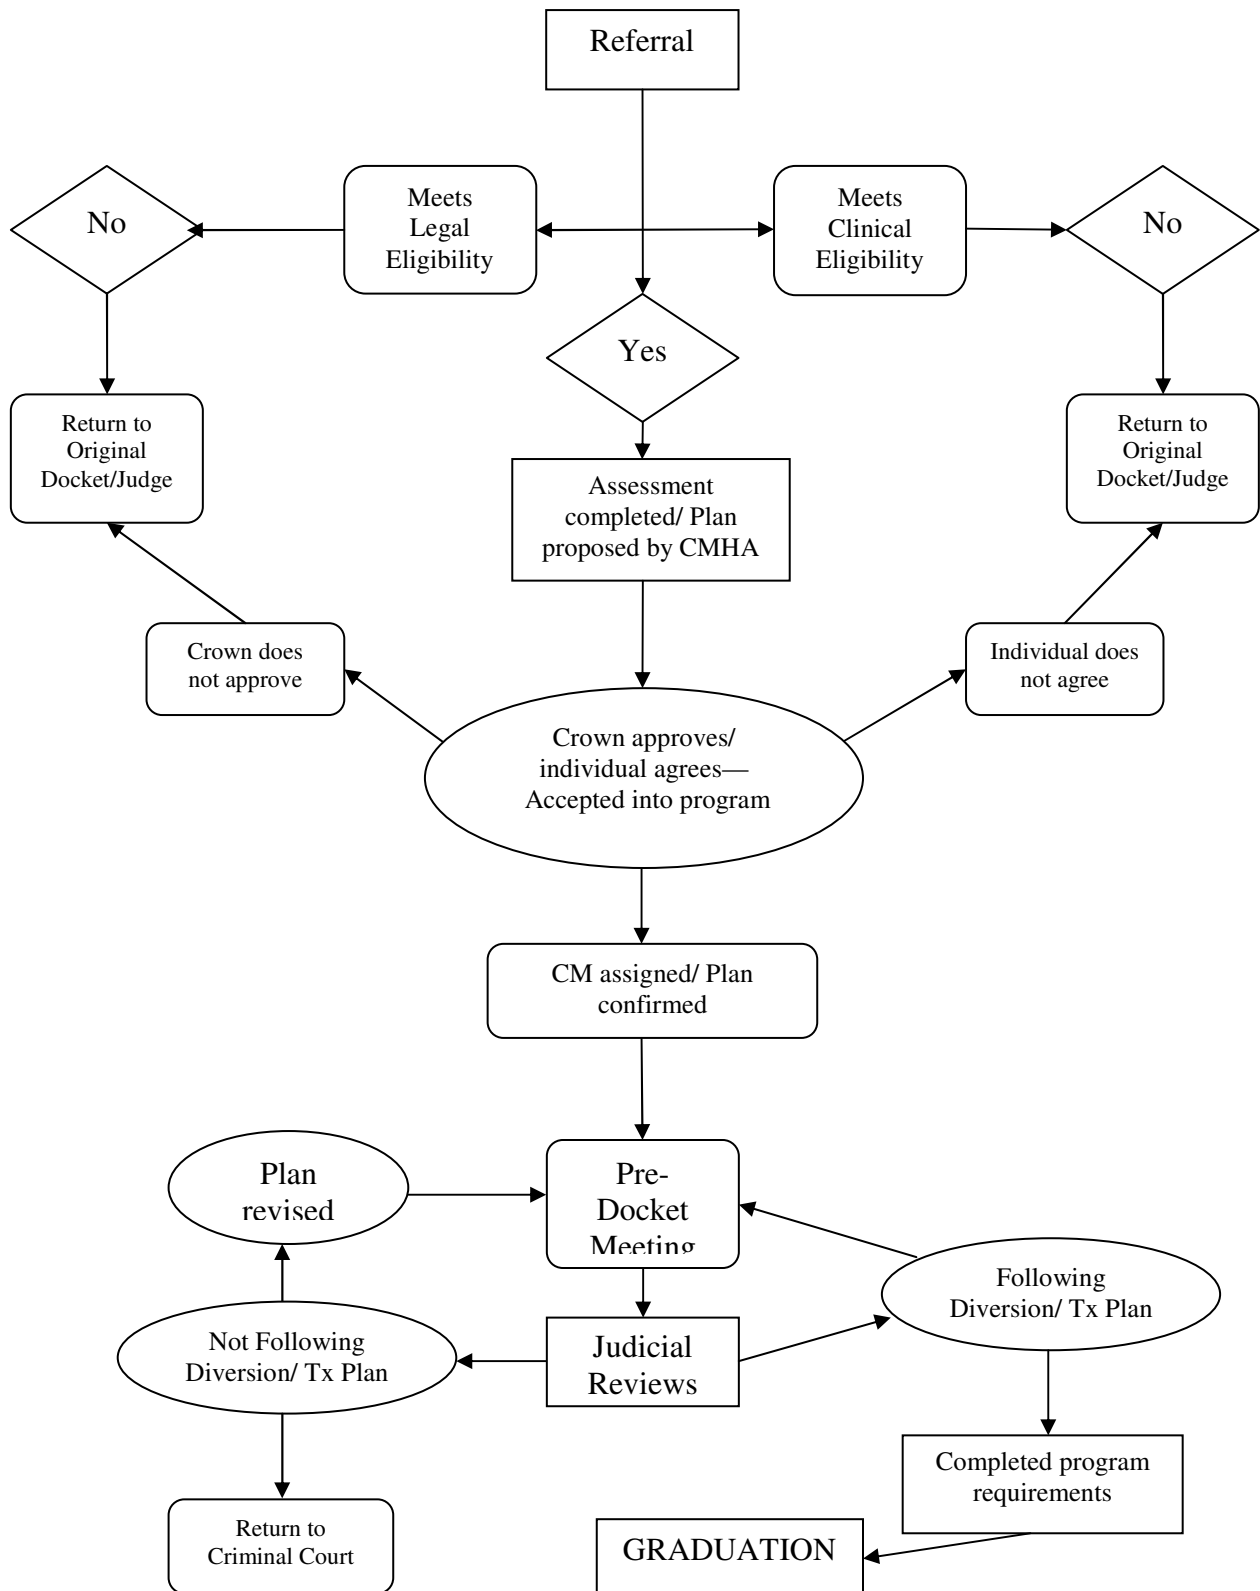 Referral
No
Meets
Legal
Eligibility
Meets
Clinical
Eligibility
No
Yes
Return to
Original
Docket/Judge
Assessment
completed/ Plan
proposed by CMHA
Return to
Original
Docket/Judge
Crown does
not approve
Individual does
not agree
Crown approves/
individual agrees—
Accepted into program
CM assigned/ Plan
confirmed
Plan
revised
Pre-
Docket
Meeting
Following
Diversion/ Tx Plan
Not Following
Diversion/ Tx Plan
Judicial
Reviews
Completed program
requirements
Return to
Criminal Court
GRADUATION